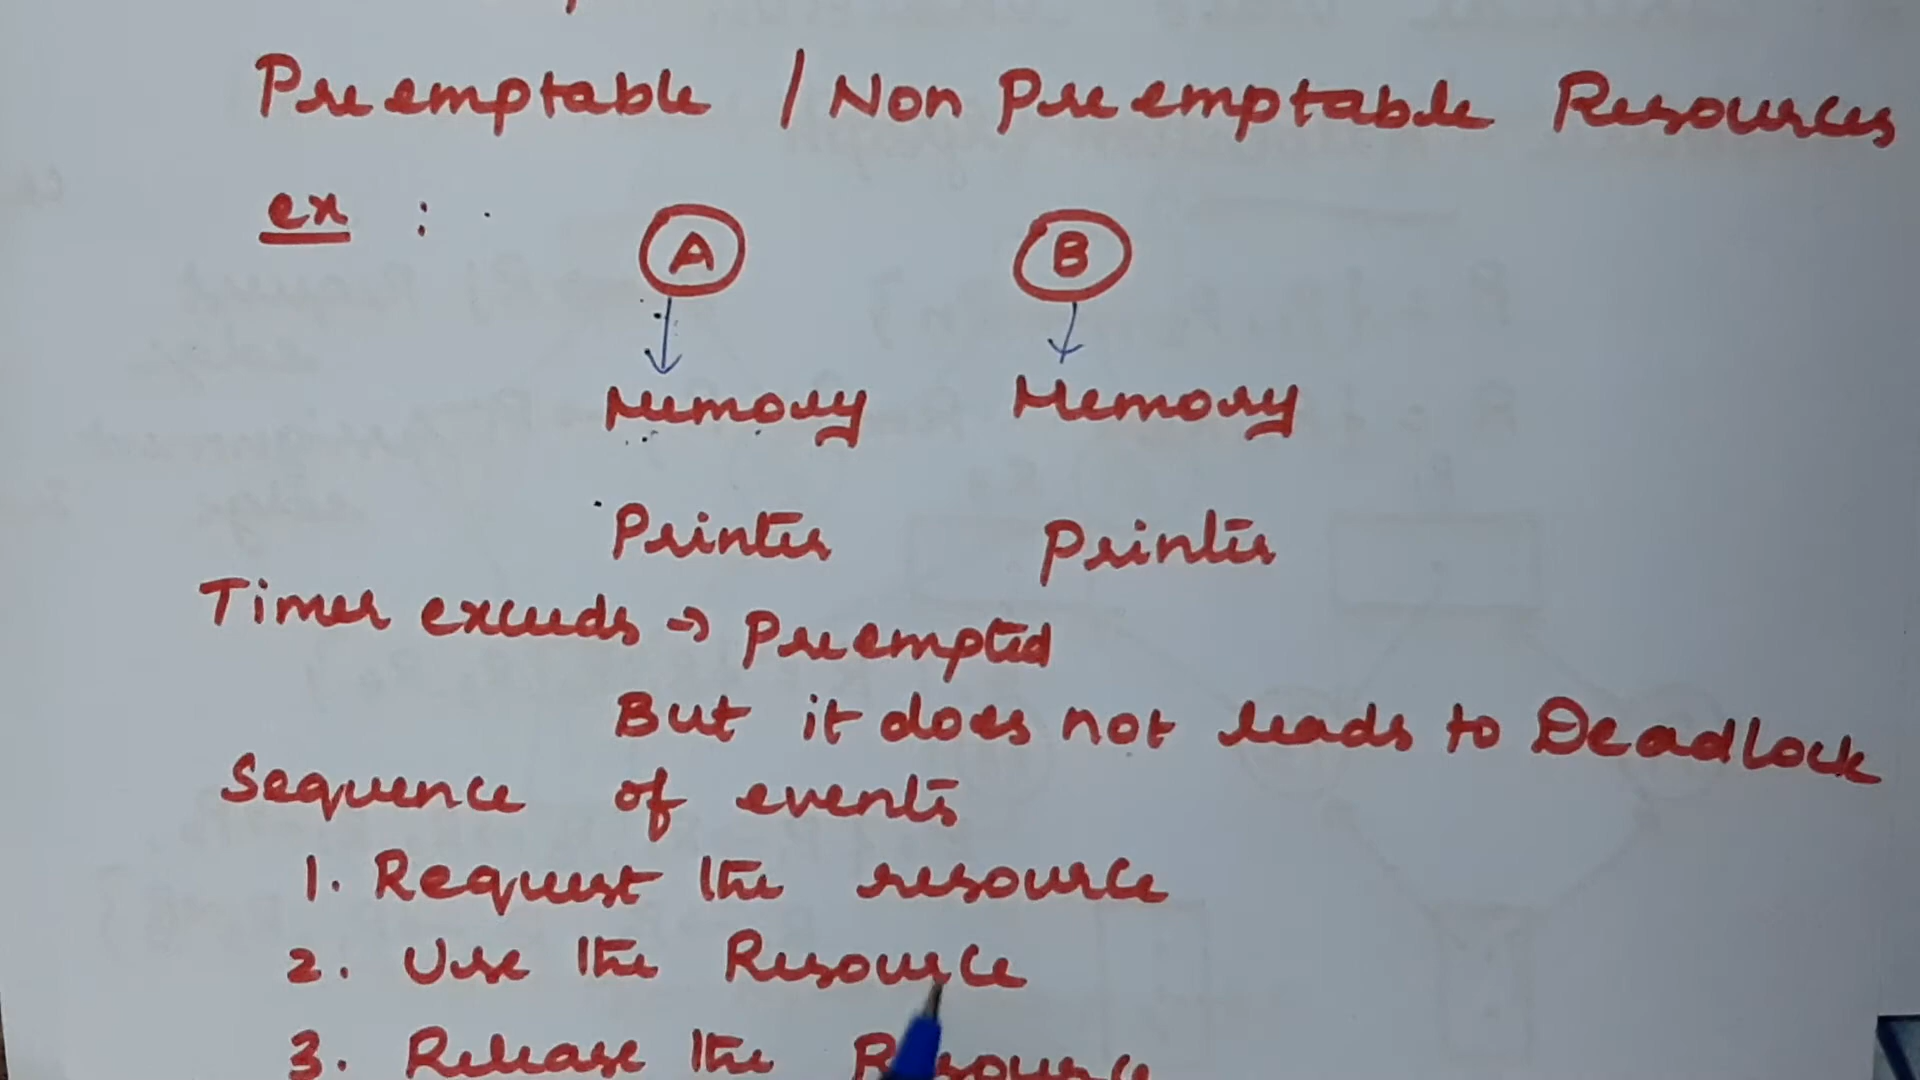 Preemptable / Non Preemptable Resources
ex :
A B
Memory Memory
Printer Printer
Timer exceeds → Preempted
But it does not leads to Deadlock
Sequence of events
1. Request the resource
2. Use the Resource
3. Release the Resource